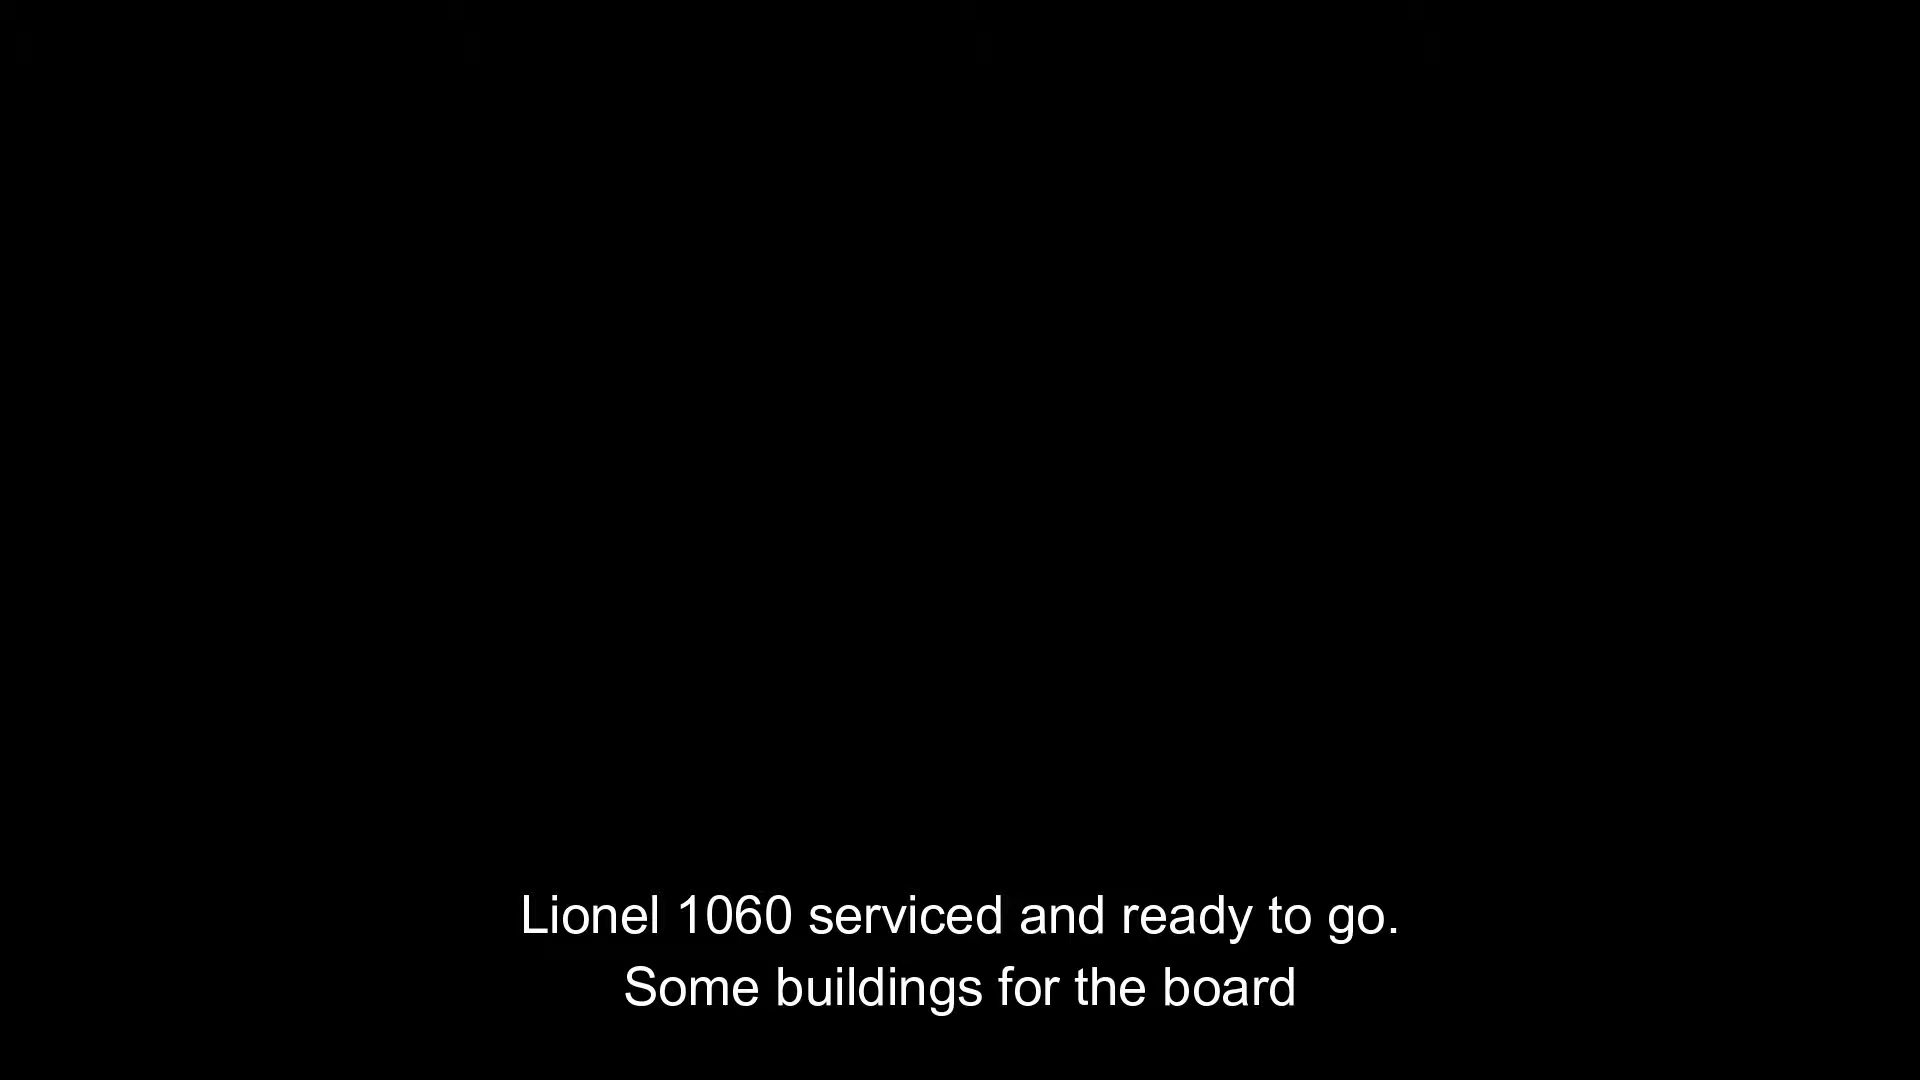 Lionel 1060 serviced and ready to go.
Some buildings for the board